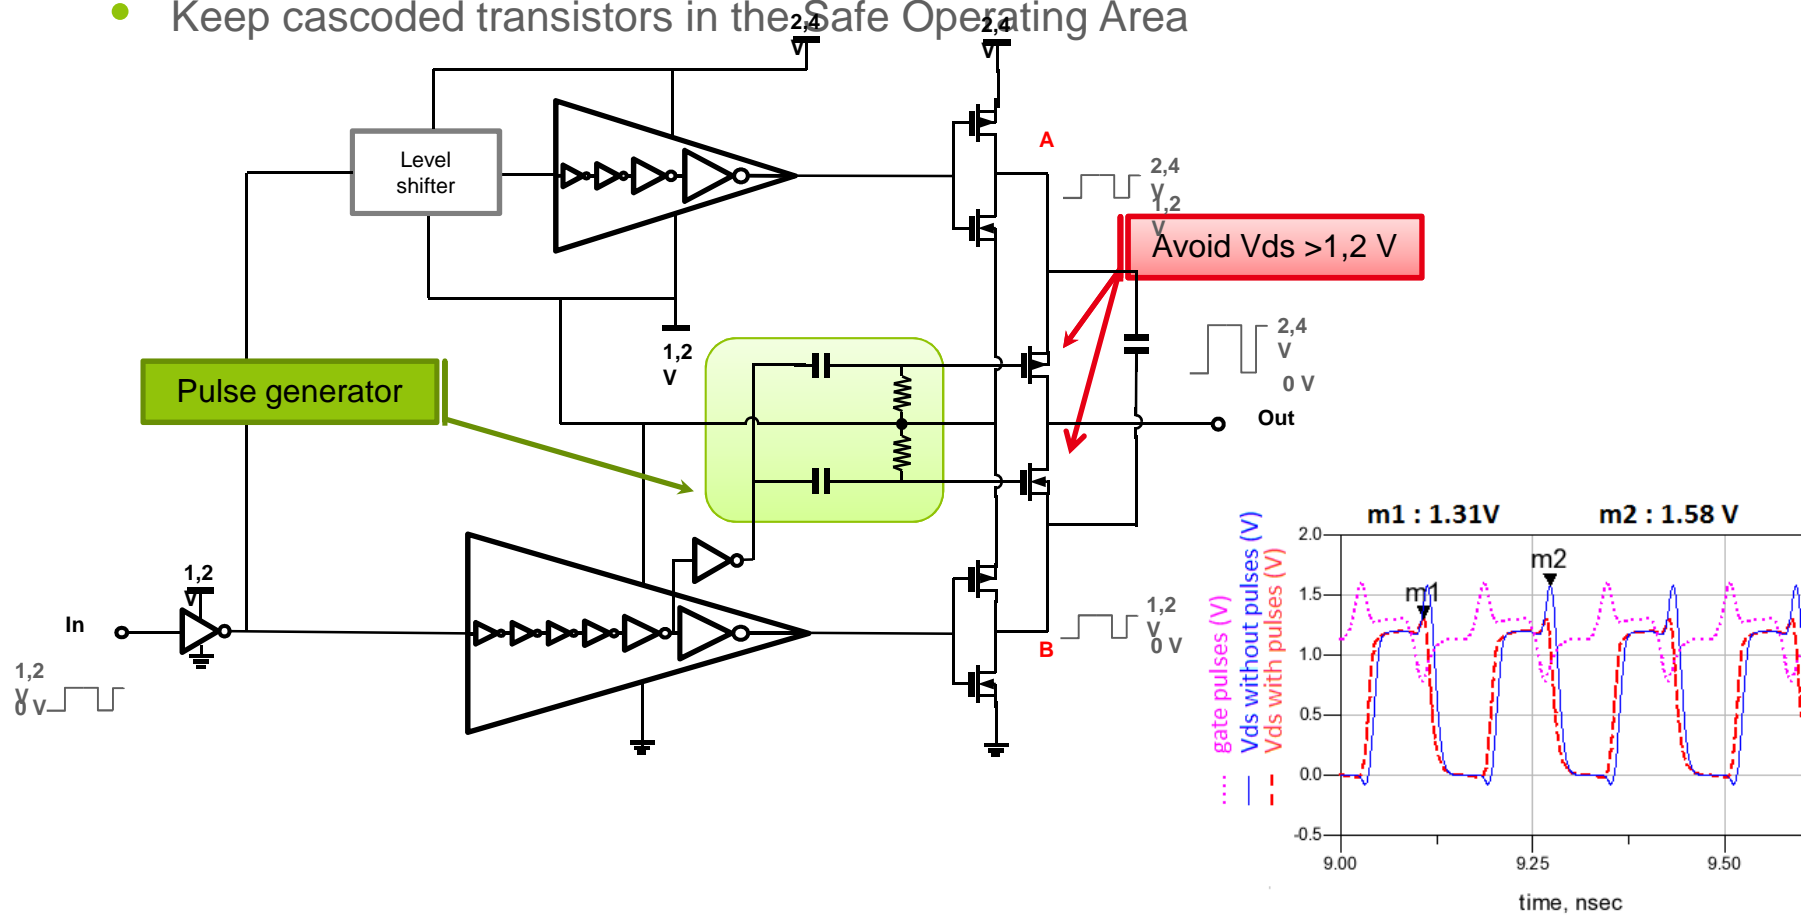 • Keep cascoded transistors in the Safe Operating Area
2,4
V
2,4
V
A
Level
shifter
2,4
V
1,2
V
Avoid Vds >1,2 V
1,2
V
2,4
V
0 V
Pulse generator
Out
1,2
V
In
1,2
V
0 V
B
1,2
V
0 V
m1 : 1.31V
m2 : 1.58 V
gate pulses (V)
Vds without pulses (V)
Vds with pulses (V)
2.0
1.5
1.0
0.5
0.0
-0.5
m1
m2
9.00
9.25
9.50
time, nsec